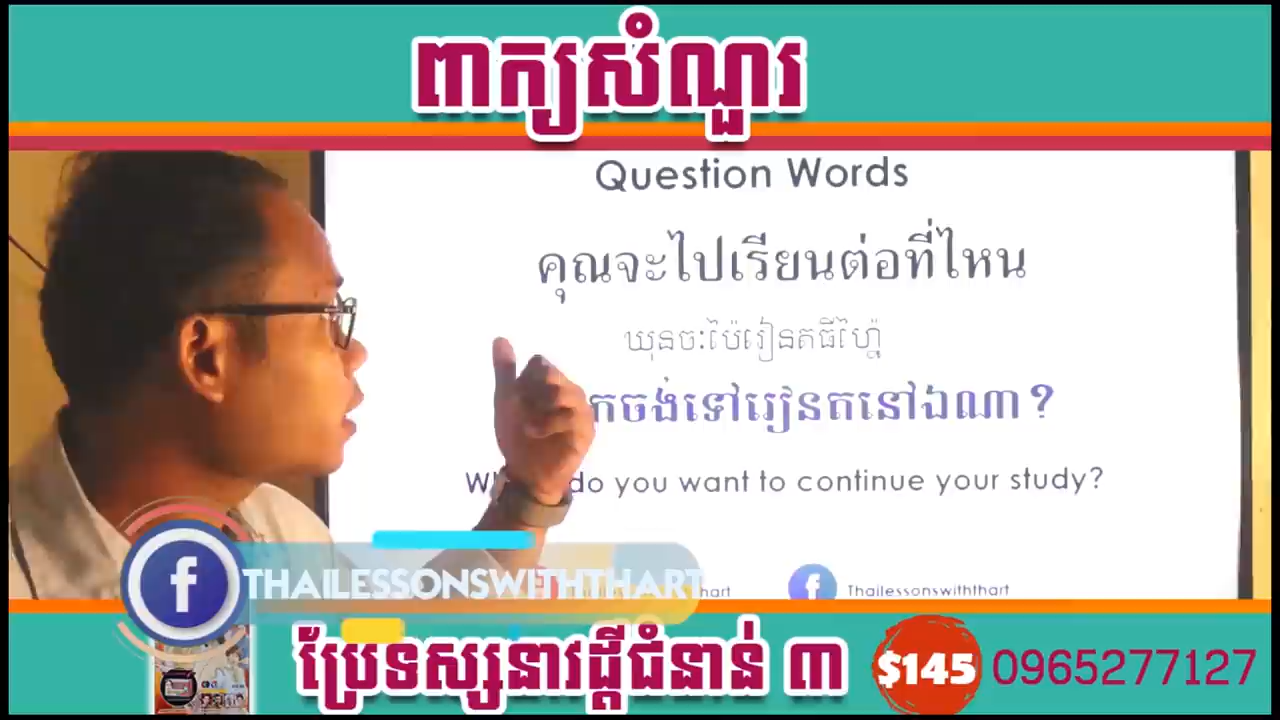 ពាក្យសំណួរ
Question Words
คุณจะไปเรียนต่อที่ไหน
ឃុនចៈប៉ៃរៀនតធីហ្នៃ៉
ចង់ទៅរៀនតនៅឯណា?
do you want to continue your study?
THAILESSONSWITHTHART
Thailessonswiththart
ប្រែទស្សនាវដ្ដីជំនាន់ ៣
$145
0965277127